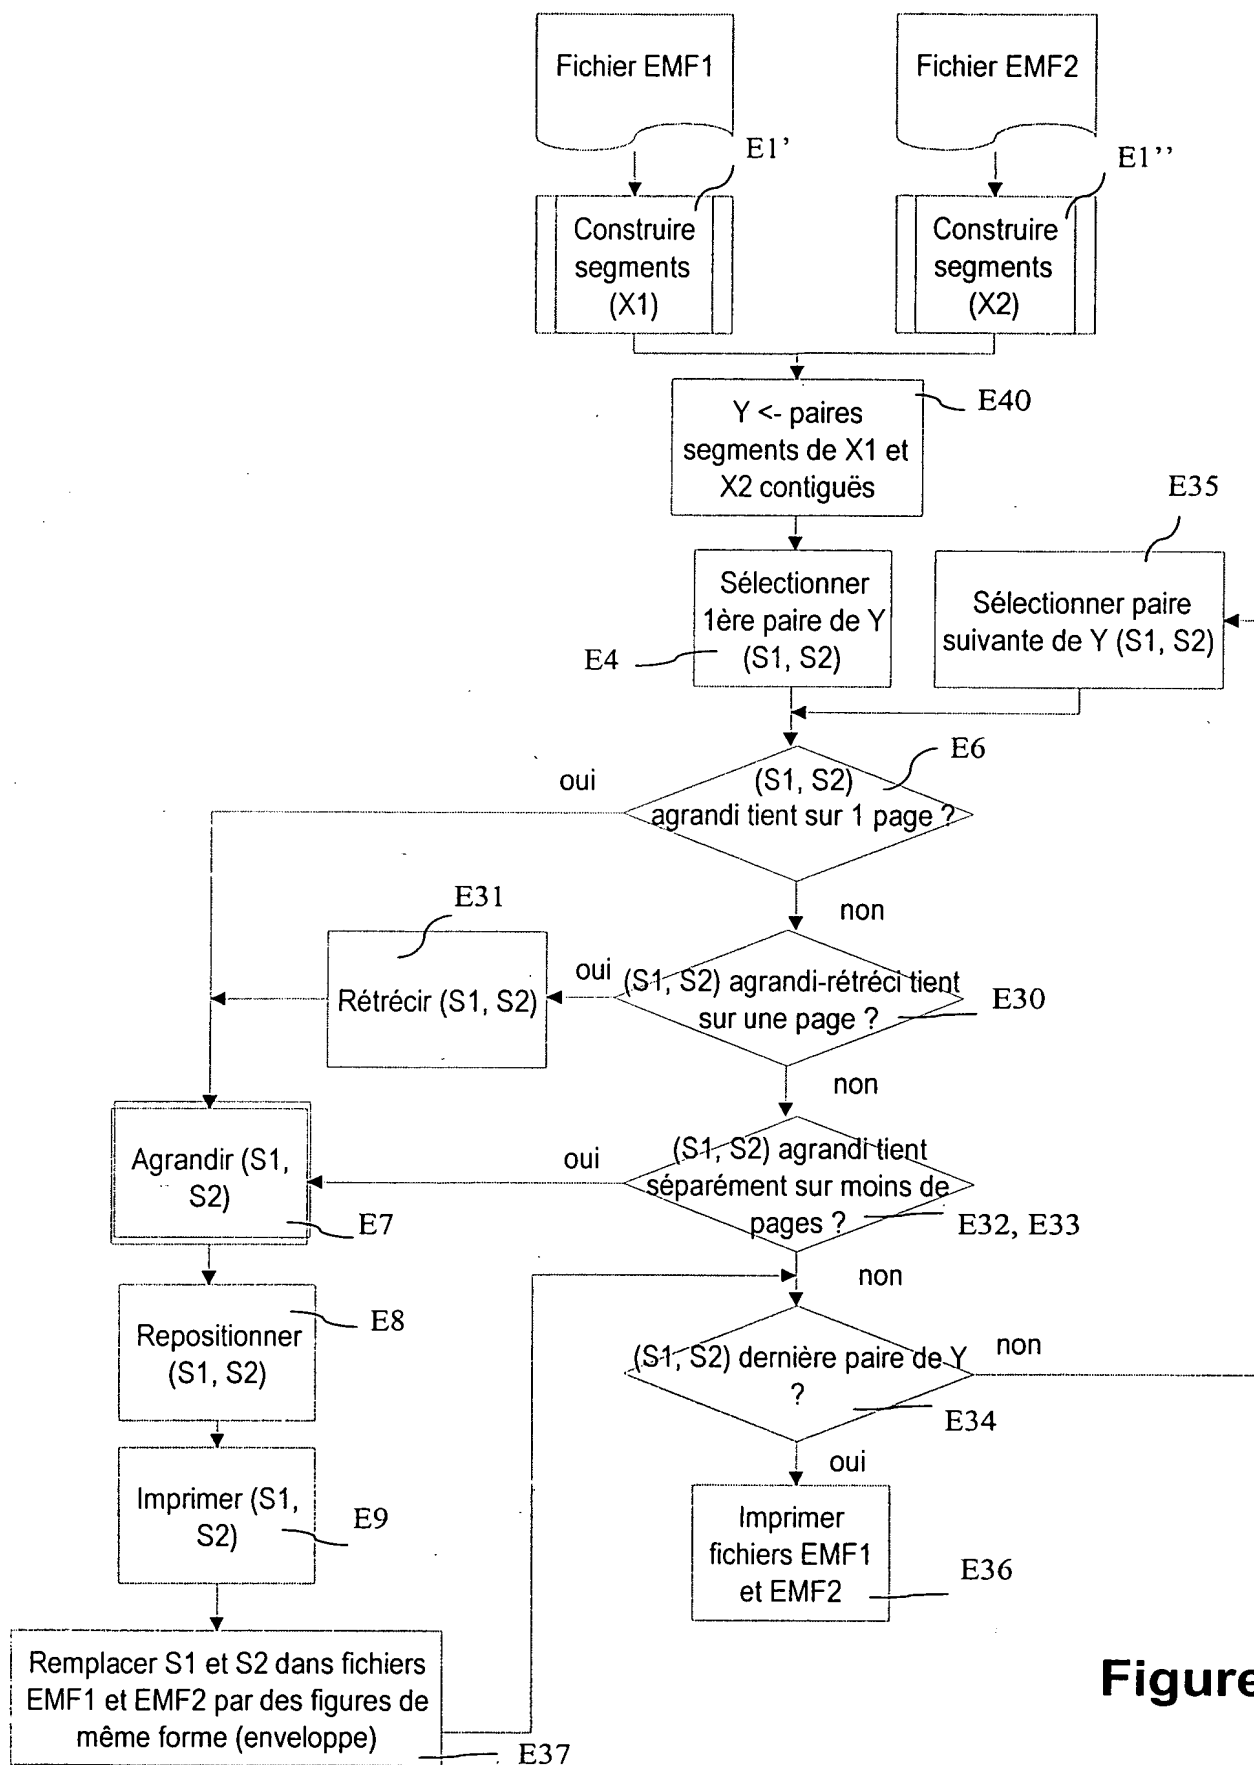 Fichier EMF1
Fichier EMF2
E1'
E1''
Construire
segments
(X1)
Construire
segments
(X2)
Y <- paires
segments de X1 et
X2 contiguës
E40
E35
Sélectionner
1ère paire de Y
(S1, S2)
E4
Sélectionner paire
suivante de Y (S1, S2)
E6
oui
(S1, S2)
agrandi tient sur 1 page ?
non
E31
Rétrécir (S1, S2)
oui
(S1, S2) agrandi-rétréci tient
sur une page ?
E30
non
Agrandir (S1,
S2)
E7
oui
(S1, S2) agrandi tient
séparément sur moins de
pages ?
E32, E33
non
Repositionner
(S1, S2)
E8
(S1, S2) dernière paire de Y
?
non
E34
oui
Imprimer (S1,
S2)
E9
Imprimer
fichiers EMF1
et EMF2
E36
Remplacer S1 et S2 dans fichiers
EMF1 et EMF2 par des figures de
même forme (enveloppe)
E37
Figure